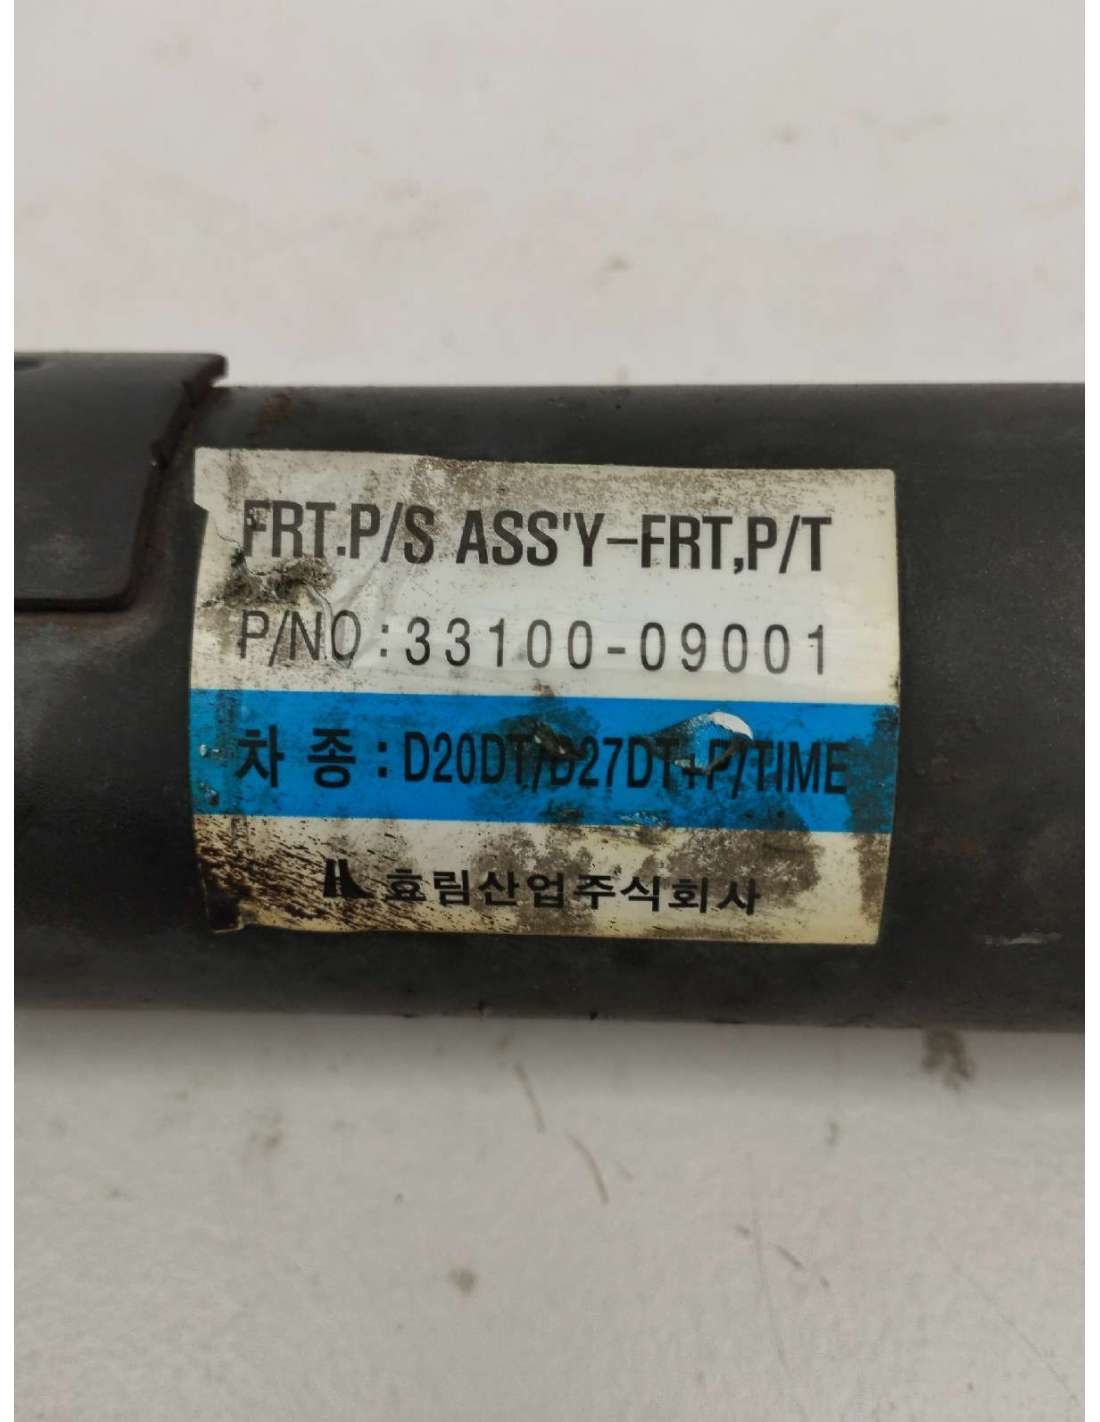 FRT.P/S ASS'Y-FRT,P/T
P/NO:33100-09001
차 종 : D20DT/D27DT+P/TIME
효림산업주식회사